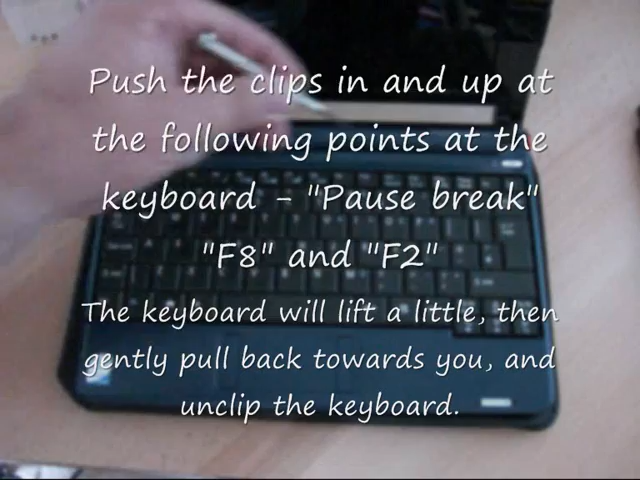 Push the clips in and up at
the following points at the
keyboard - "Pause break"
"F8" and "F2"
The keyboard will lift a little, then
gently pull back towards you, and
unclip the keyboard.